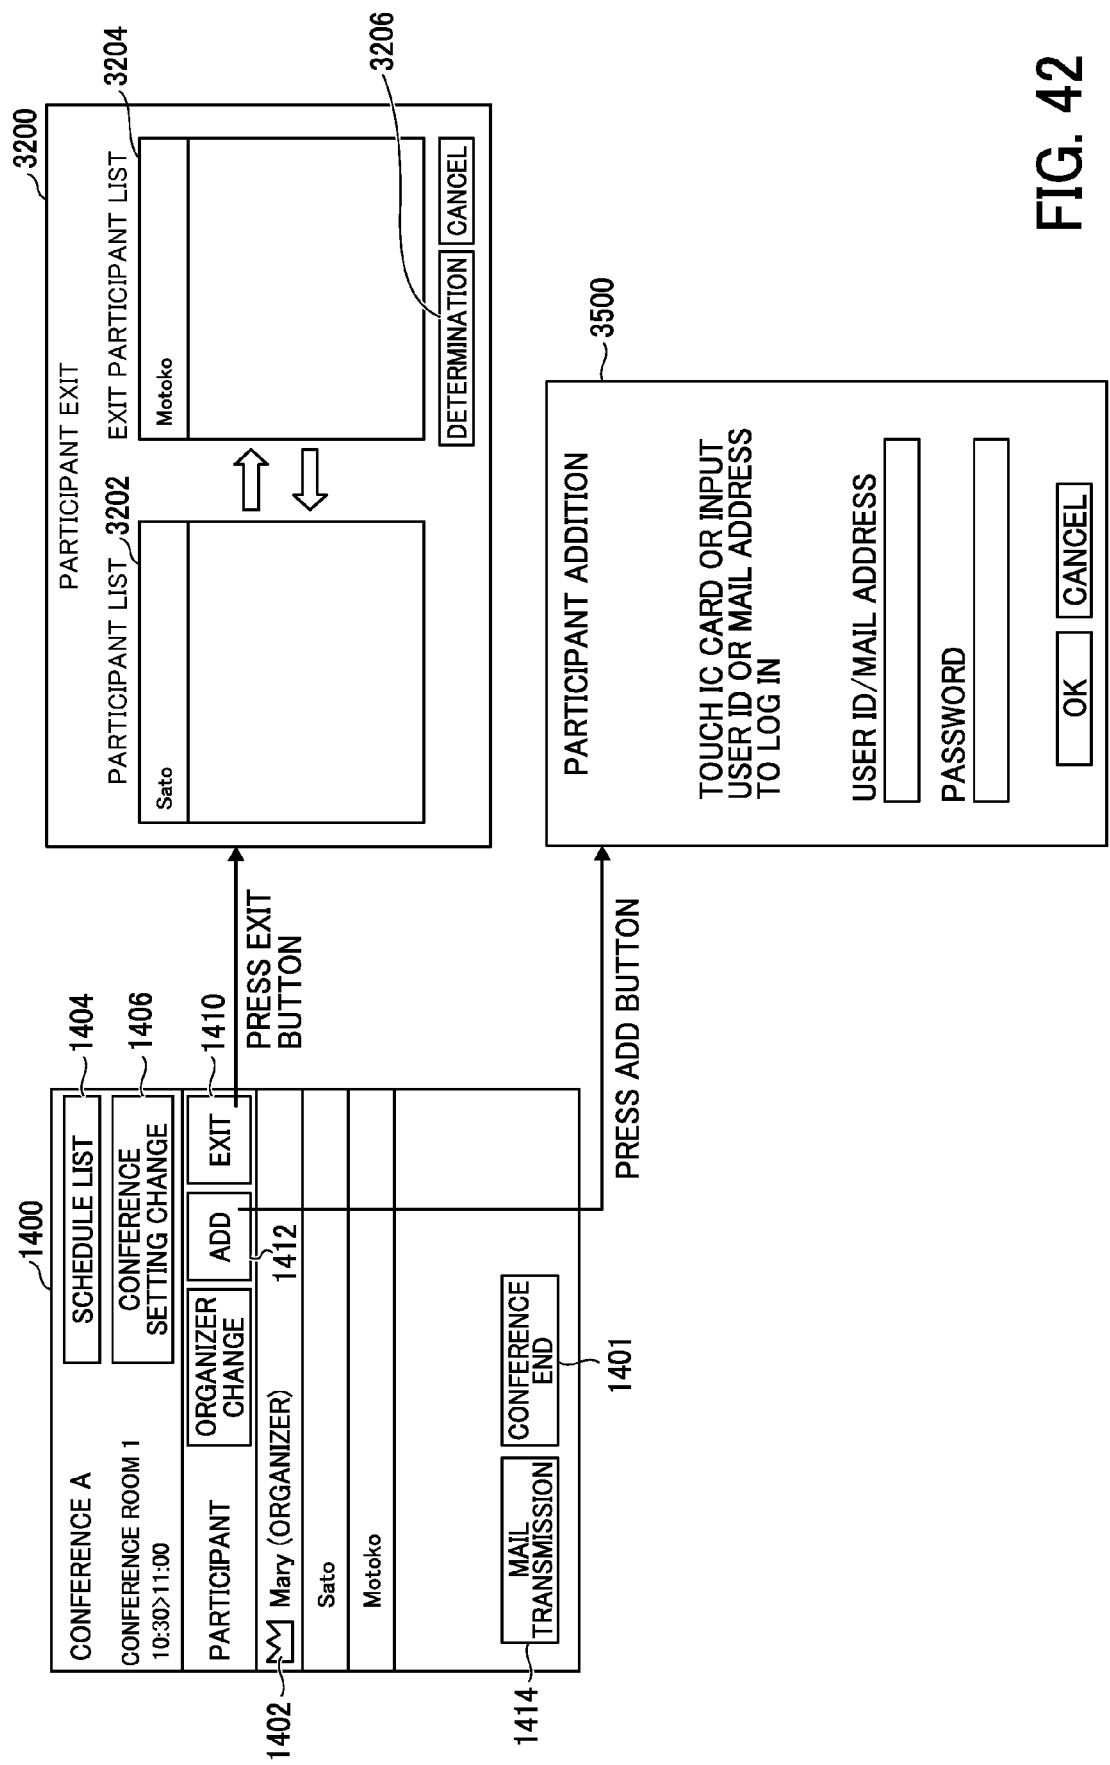 1400
CONFERENCE A
SCHEDULE LIST
1404
CONFERENCE ROOM 1
10:30>11:00
CONFERENCE
SETTING CHANGE
1406
PARTICIPANT
ORGANIZER
CHANGE
ADD
EXIT
1410
1412
1402
Mary (ORGANIZER)
Sato
Motoko
MAIL
TRANSMISSION
CONFERENCE
END
1414
1401
PRESS EXIT
BUTTON
PRESS ADD BUTTON
3200
PARTICIPANT EXIT
PARTICIPANT LIST
3202
EXIT PARTICIPANT LIST
3204
Sato
Motoko
DETERMINATION
CANCEL
3206
3500
PARTICIPANT ADDITION
TOUCH IC CARD OR INPUT
USER ID OR MAIL ADDRESS
TO LOG IN
USER ID/MAIL ADDRESS
PASSWORD
OK
CANCEL
FIG. 42